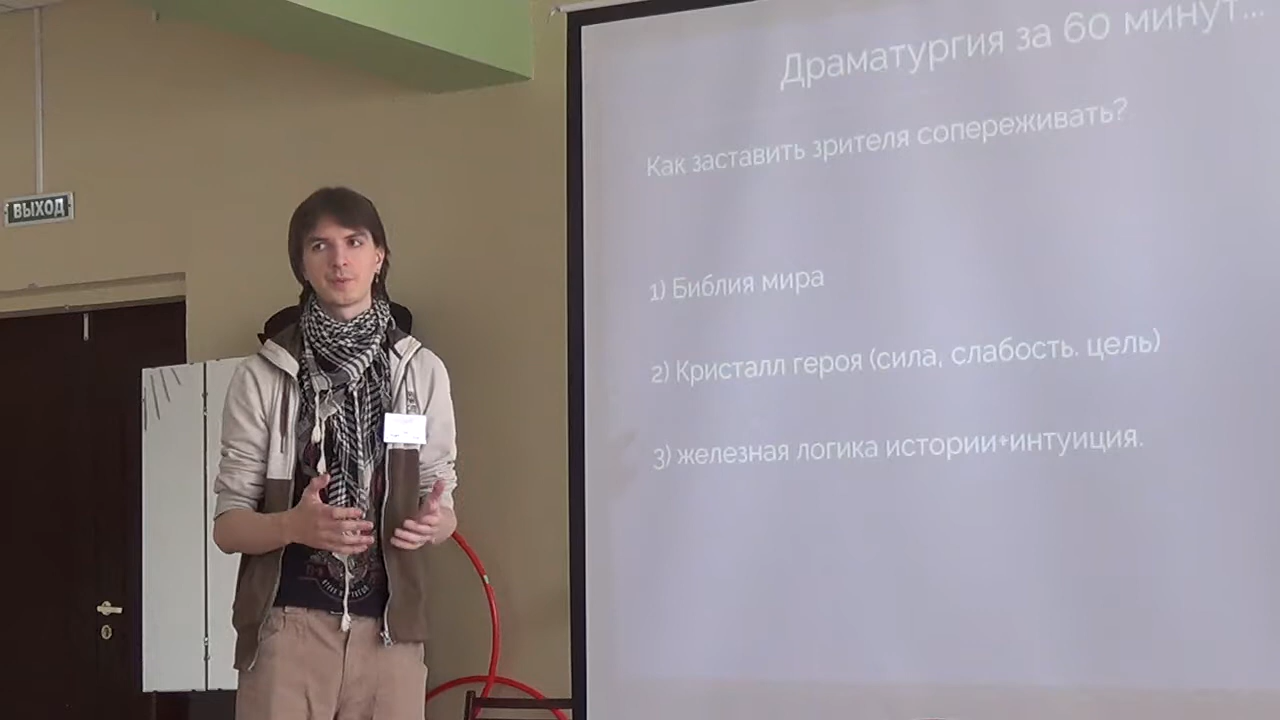 Драматургия за 60 минут...
Как заставить зрителя сопереживать?
ВЫХОД
1) Библия мира
2) Кристалл героя (сила, слабость. цель)
3) железная логика истории+интуиция.